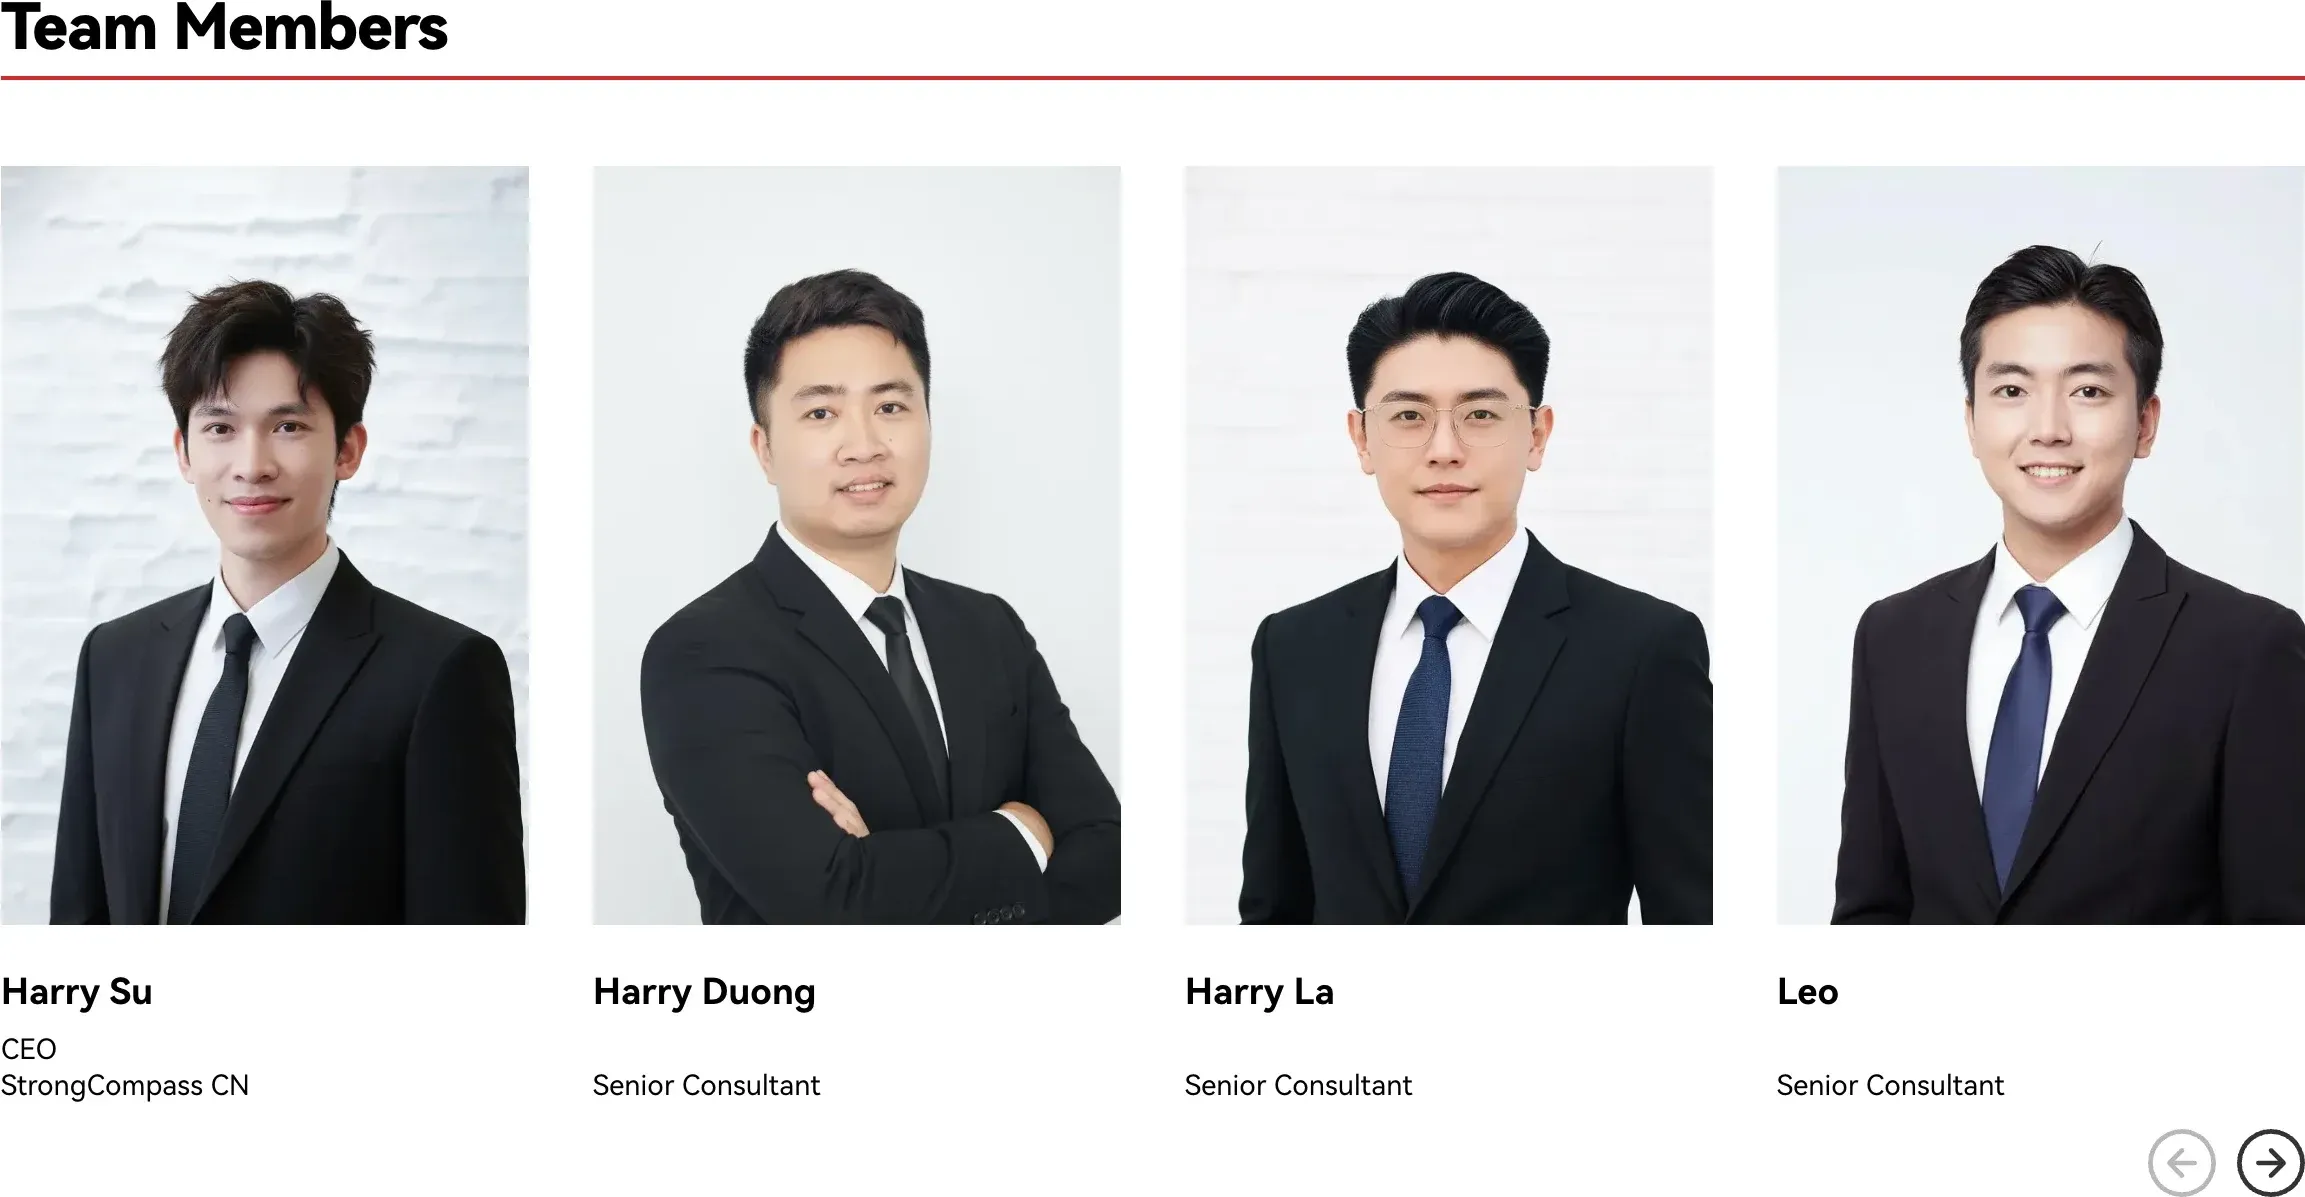 Team Members
Harry Su
CEO
StrongCompass CN
Harry Duong
Senior Consultant
Harry La
Senior Consultant
Leo
Senior Consultant